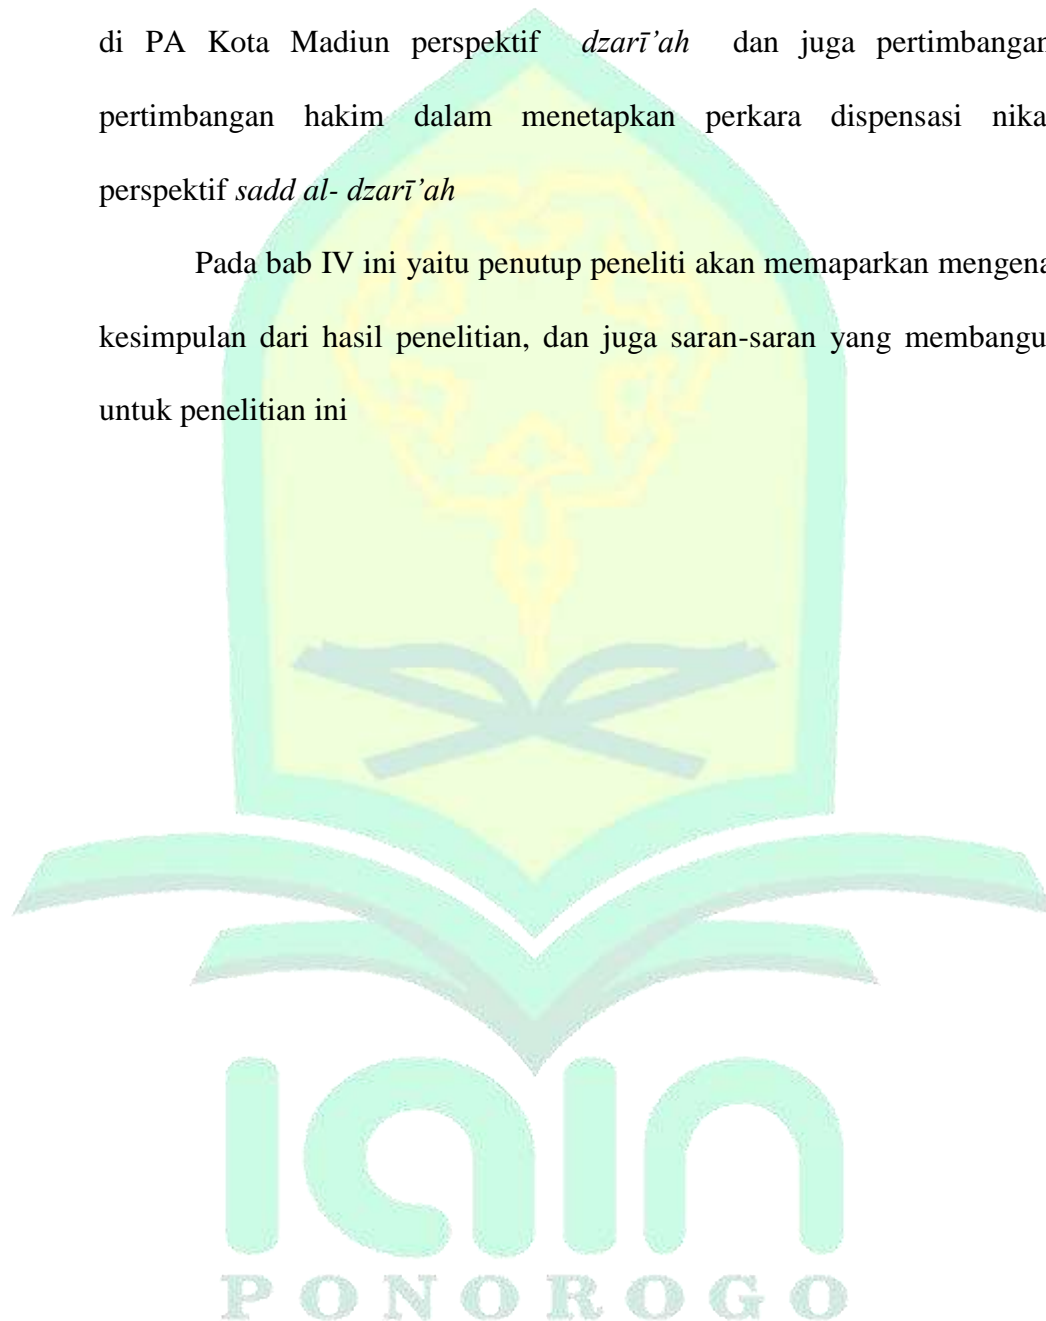 di PA Kota Madiun perspektif dzarī’ah dan juga pertimbangan
pertimbangan hakim dalam menetapkan perkara dispensasi nika
perspektif sadd al- dzarī’ah
Pada bab IV ini yaitu penutup peneliti akan memaparkan mengena
kesimpulan dari hasil penelitian, dan juga saran-saran yang membangu
untuk penelitian ini
iain
PONOROGO